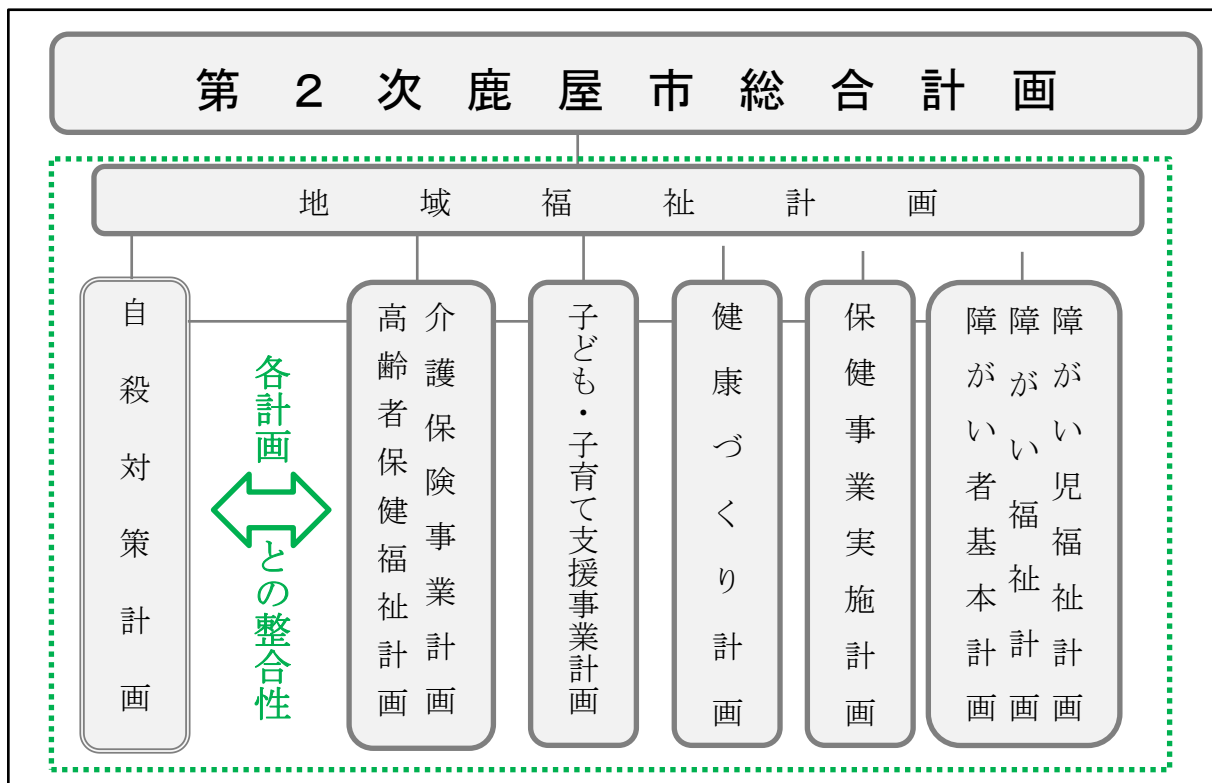 第２次鹿屋市総合計画
地域福祉計画
自殺対策計画
各計画
との整合性
介護保険事業計画
高齢者保健福祉計画
子ども・子育て支援事業計画
健康づくり計画
保健事業実施計画
障がい児福祉計画
障がい福祉計画
障がい者基本計画